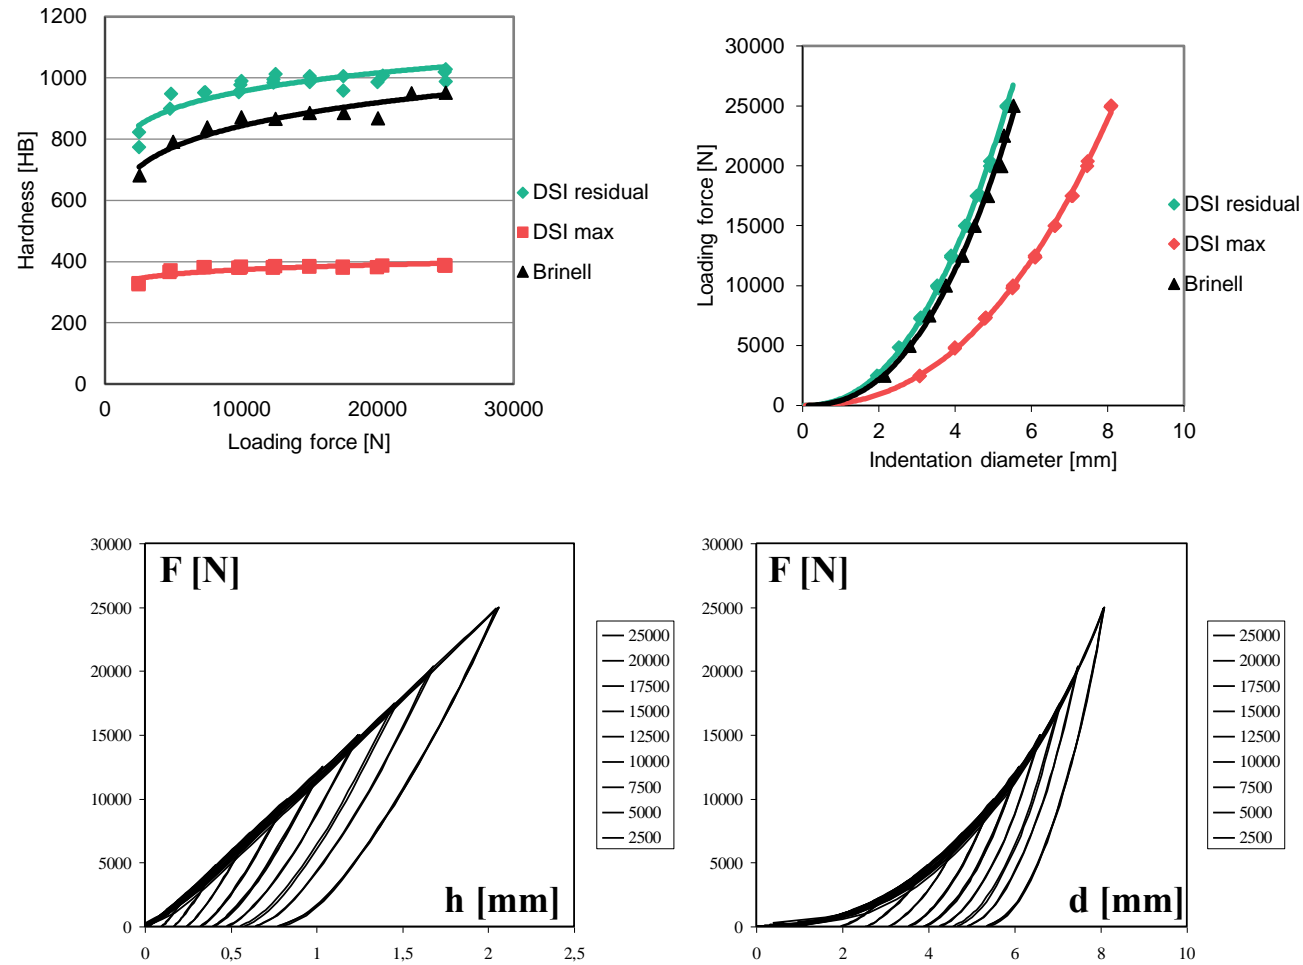 1200
1000
800
600
400
200
0
0 10000 20000 30000
Hardness [HB]
Loading force [N]
DSI residual
DSI max
Brinell
30000
25000
20000
15000
10000
5000
0
0 2 4 6 8 10
Loading force [N]
Indentation diameter [mm]
DSI residual
DSI max
Brinell
F [N]
30000
25000
20000
15000
10000
5000
0
0 0,5 1 1,5 2 2,5
h [mm]
25000
20000
17500
15000
12500
10000
7500
5000
2500
F [N]
30000
25000
20000
15000
10000
5000
0
0 2 4 6 8 10
d [mm]
25000
20000
17500
15000
12500
10000
7500
5000
2500